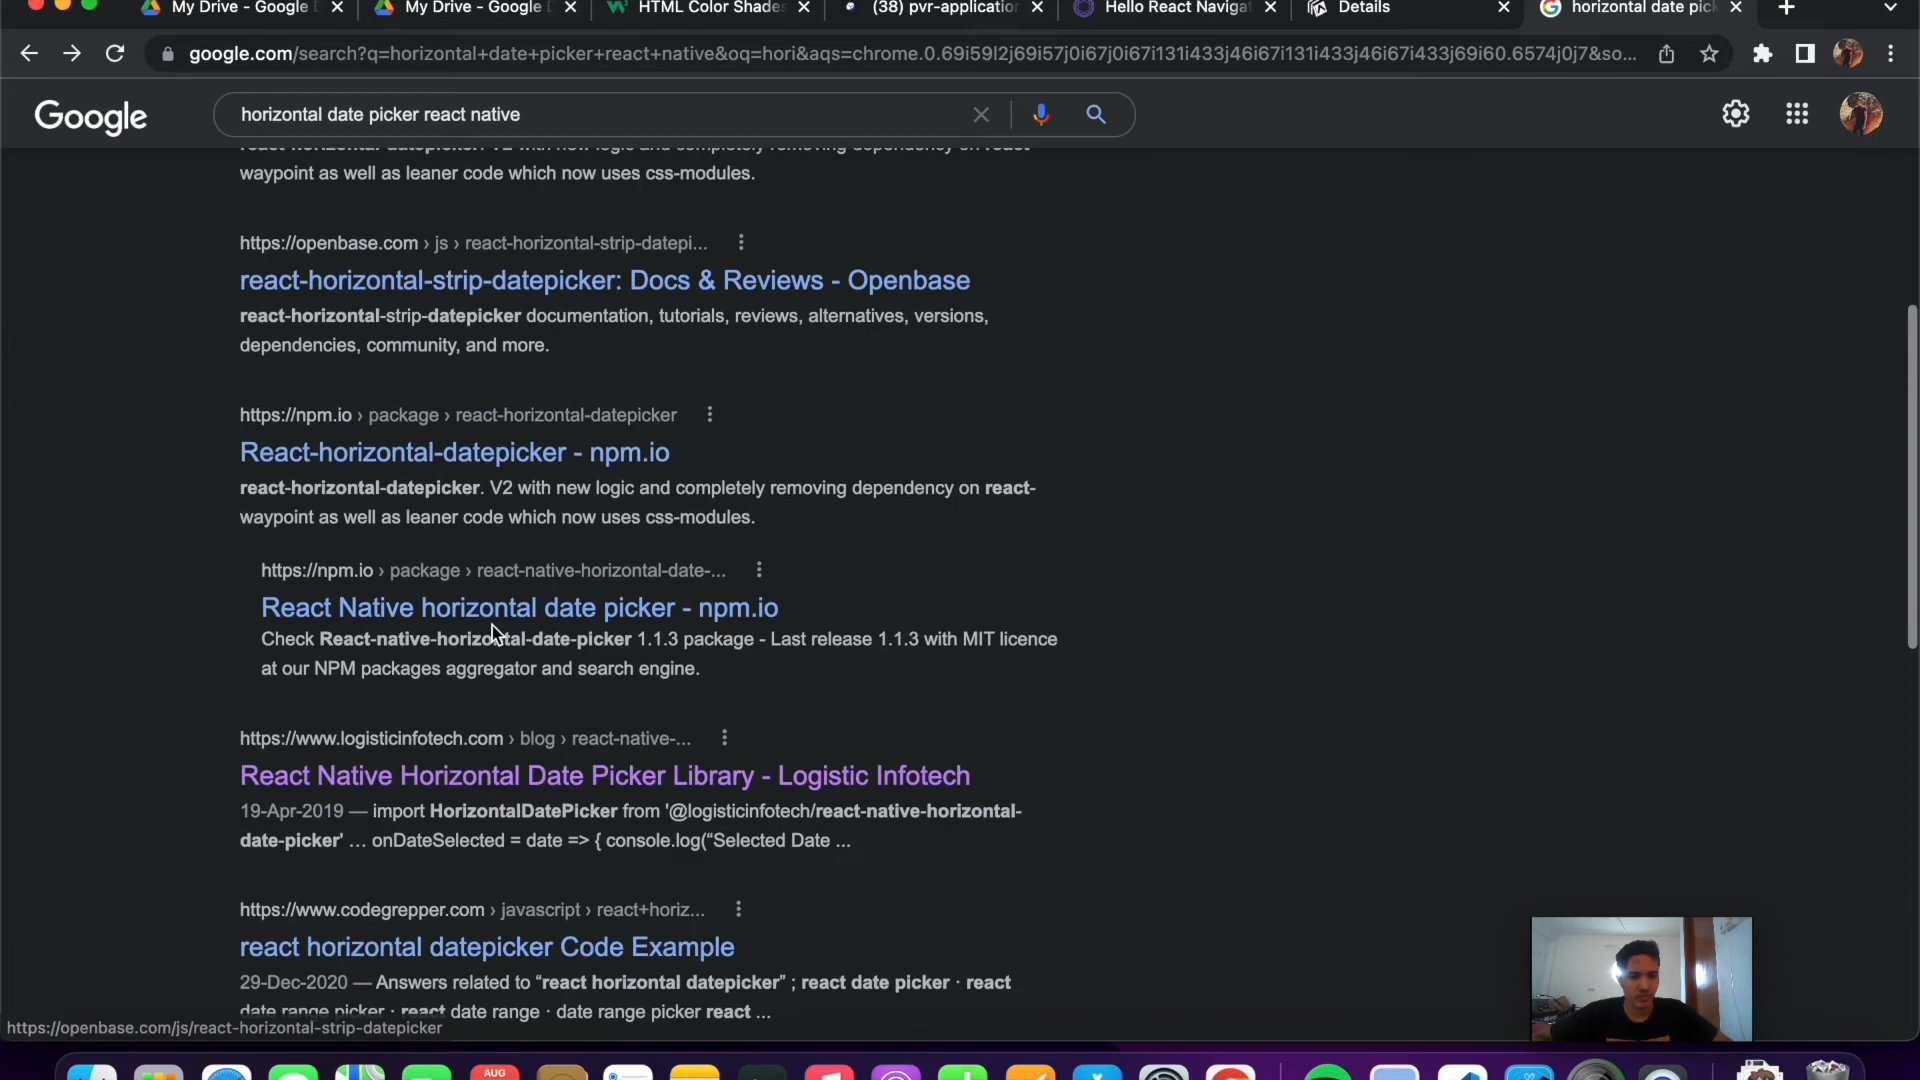 My Drive - Google
My Drive - Google
HTML Color Shades
(38) pvr-application
Hello React Navigat
Details
horizontal date pick
google.com/search?q=horizontal+date+picker+react+native&oq=hori&aqs=chrome.0.69i59l2j69i57j0i67j0i67i131i433j46i67i131i433j46i67i433j69i60.6574j0j7&so...
Google
horizontal date picker react native
waypoint as well as leaner code which now uses css-modules.
https://openbase.com › js › react-horizontal-strip-datepi...
react-horizontal-strip-datepicker: Docs & Reviews - Openbase
react-horizontal-strip-datepicker documentation, tutorials, reviews, alternatives, versions,
dependencies, community, and more.
https://npm.io › package › react-horizontal-datepicker
React-horizontal-datepicker - npm.io
react-horizontal-datepicker. V2 with new logic and completely removing dependency on react-
waypoint as well as leaner code which now uses css-modules.
https://npm.io › package › react-native-horizontal-date-...
React Native horizontal date picker - npm.io
Check React-native-horizontal-date-picker 1.1.3 package - Last release 1.1.3 with MIT licence
at our NPM packages aggregator and search engine.
https://www.logisticinfotech.com › blog › react-native-...
React Native Horizontal Date Picker Library - Logistic Infotech
19-Apr-2019 — import HorizontalDatePicker from '@logisticinfotech/react-native-horizontal-
date-picker' ... onDateSelected = date => { console.log(“Selected Date ...
https://www.codegrepper.com › javascript › react+horiz...
react horizontal datepicker Code Example
29-Dec-2020 — Answers related to “react horizontal datepicker” ; react date picker · react
date range picker · react date range · date range picker react ...
https://openbase.com/js/react-horizontal-strip-datepicker
AUG